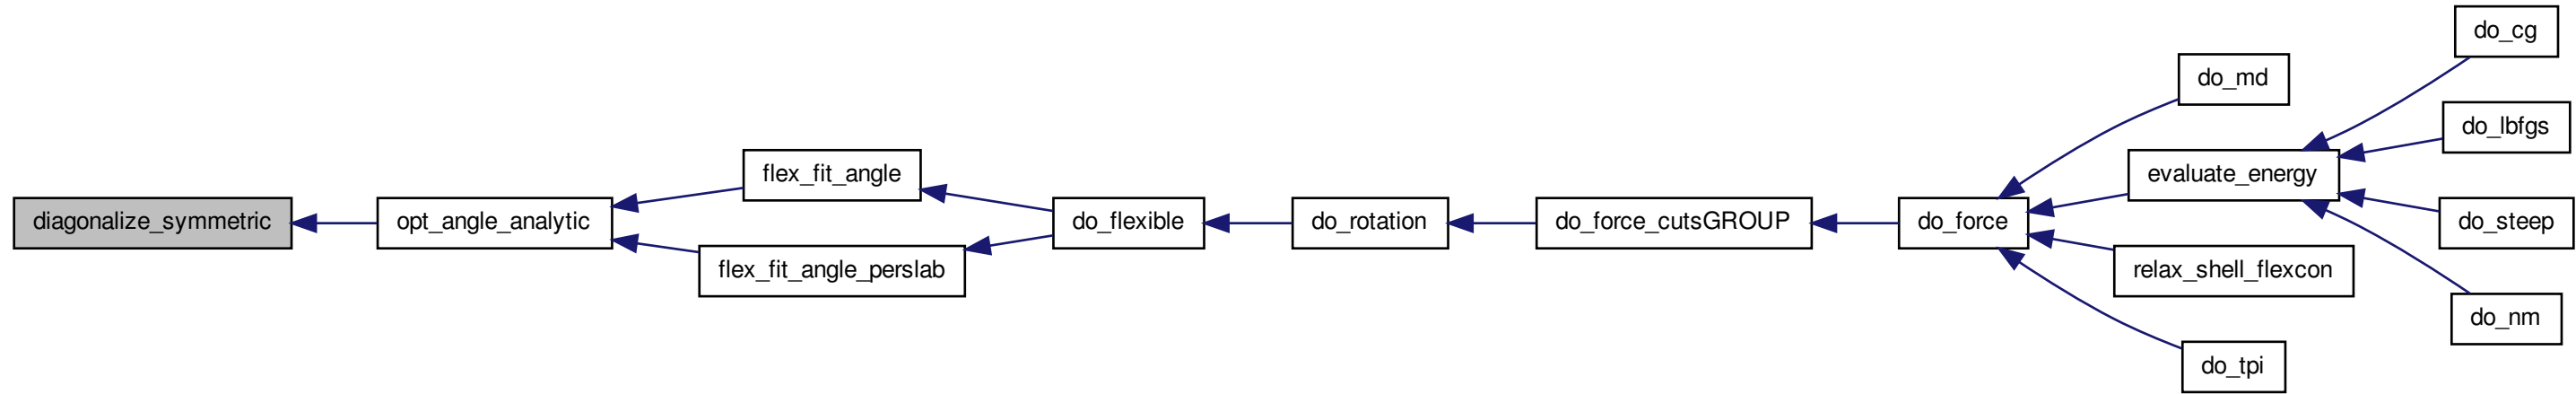 diagonalize_symmetric
opt_angle_analytic
flex_fit_angle
flex_fit_angle_perslab
do_flexible
do_rotation
do_force_cutsGROUP
do_force
do_md
evaluate_energy
relax_shell_flexcon
do_tpi
do_cg
do_lbfgs
do_steep
do_nm